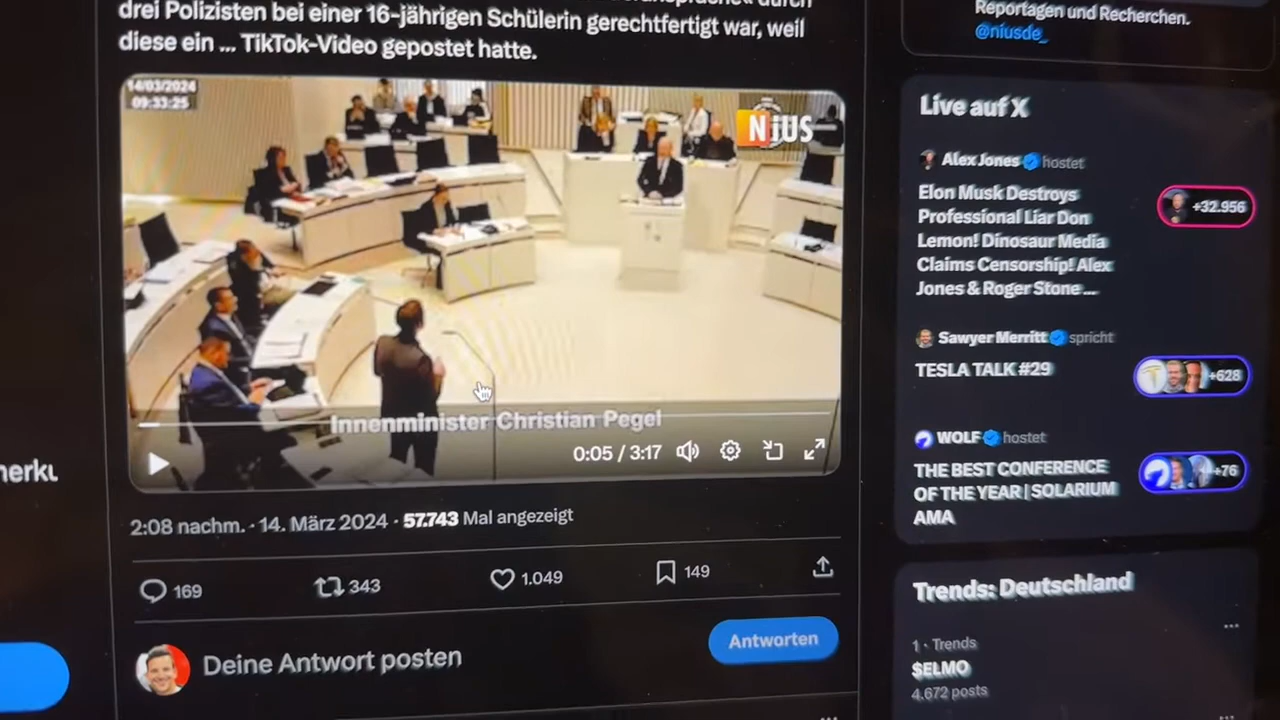 drei Polizisten bei einer 16-jährigen Schülerin gerechtfertigt war, weil
diese ein ... TikTok-Video gepostet hatte.
14/03/2024
09:33:25
NiUS
Innenminister Christian Pegel
0:05 / 3:17
2:08 nachm. · 14. März 2024 · 57.743 Mal angezeigt
169
343
1.049
149
Deine Antwort posten
Antworten
Reportagen und Recherchen.
@niusde_
Live auf X
Alex Jones hostet
Elon Musk Destroys
Professional Liar Don
Lemon! Dinosaur Media
Claims Censorship! Alex
Jones & Roger Stone ...
+32.956
Sawyer Merritt spricht
TESLA TALK #29
+628
WOLF hostet
THE BEST CONFERENCE
OF THE YEAR | SOLARIUM
AMA
+76
Trends: Deutschland
1 · Trends
$ELMO
4.672 posts